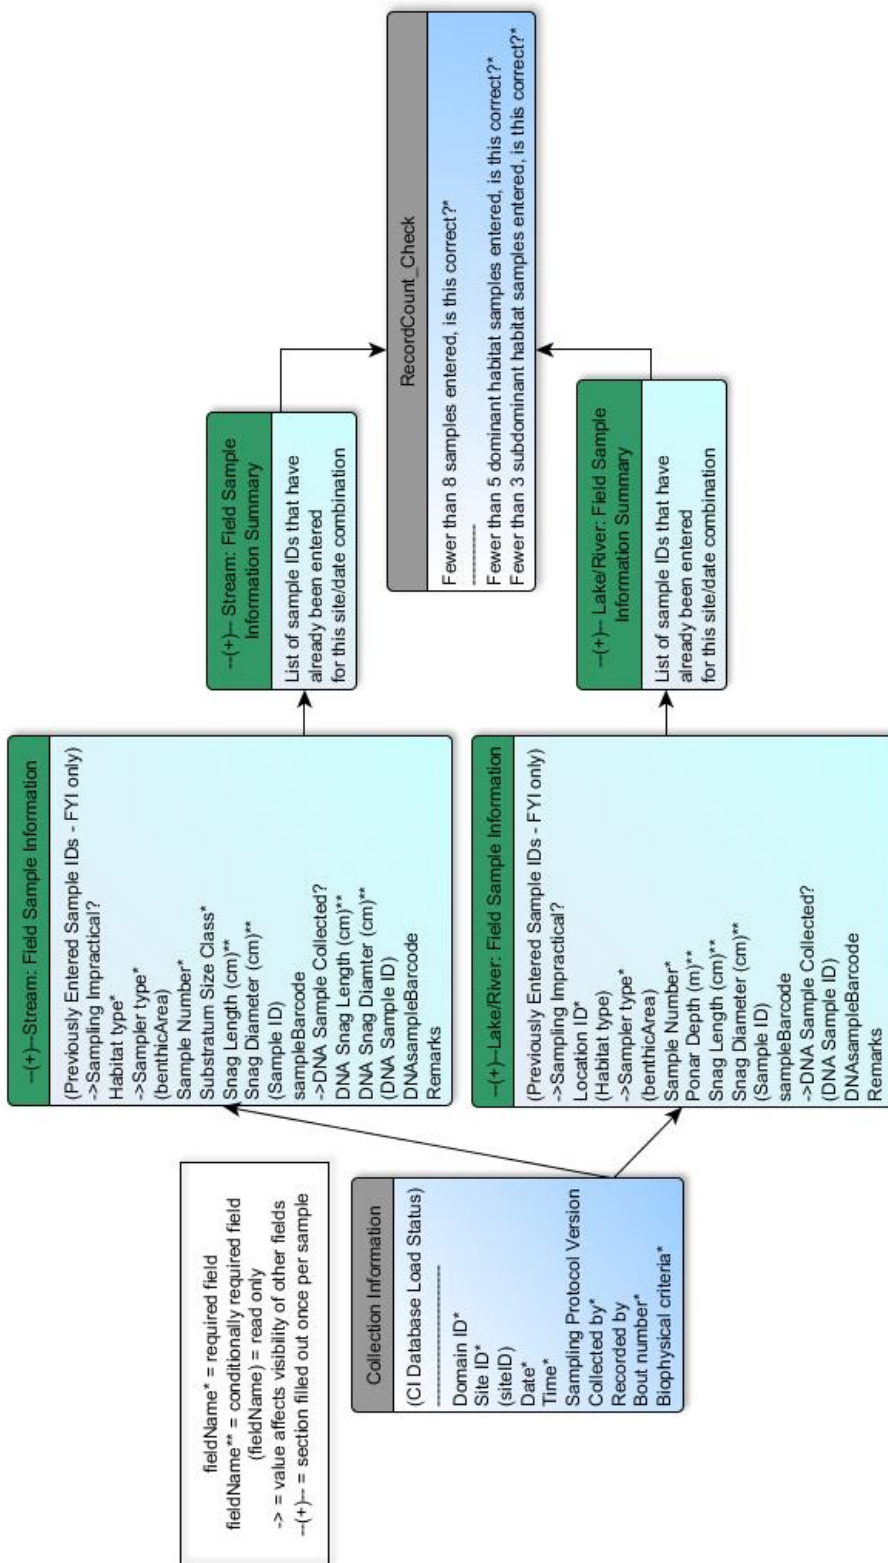 fieldName* = required field
fieldName** = conditionally required field
(fieldName) = read only
-> = value affects visibility of other fields
--(+)-- = section filled out once per sample
Collection Information
(CI Database Load Status)
--------------------
Domain ID*
Site ID*
(siteID)
Date*
Time*
Sampling Protocol Version
Collected by*
Recorded by
Bout number*
Biophysical criteria*
--(+)--Stream: Field Sample Information
(Previously Entered Sample IDs - FYI only)
->Sampling Impractical?
Habitat type*
->Sampler type*
(benthicArea)
Sample Number*
Substratum Size Class*
Snag Length (cm)**
Snag Diameter (cm)**
(Sample ID)
sampleBarcode
->DNA Sample Collected?
DNA Snag Length (cm)**
DNA Snag Diamter (cm)**
(DNA Sample ID)
DNAsampleBarcode
Remarks
--(+)--Lake/River: Field Sample Information
(Previously Entered Sample IDs - FYI only)
->Sampling Impractical?
Location ID*
(Habitat type)
->Sampler type*
(benthicArea)
Sample Number*
Ponar Depth (m)**
Snag Length (cm)**
Snag Diameter (cm)**
(Sample ID)
sampleBarcode
->DNA Sample Collected?
(DNA Sample ID)
DNAsampleBarcode
Remarks
--(+)-- Stream: Field Sample
Information Summary
List of sample IDs that have
already been entered
for this site/date combination
--(+)-- Lake/River: Field Sample
Information Summary
List of sample IDs that have
already been entered
for this site/date combination
RecordCount_Check
Fewer than 8 samples entered, is this correct?*
---------------
Fewer than 5 dominant habitat samples entered, is this correct?*
Fewer than 3 subdominant habitat samples entered, is this correct?*